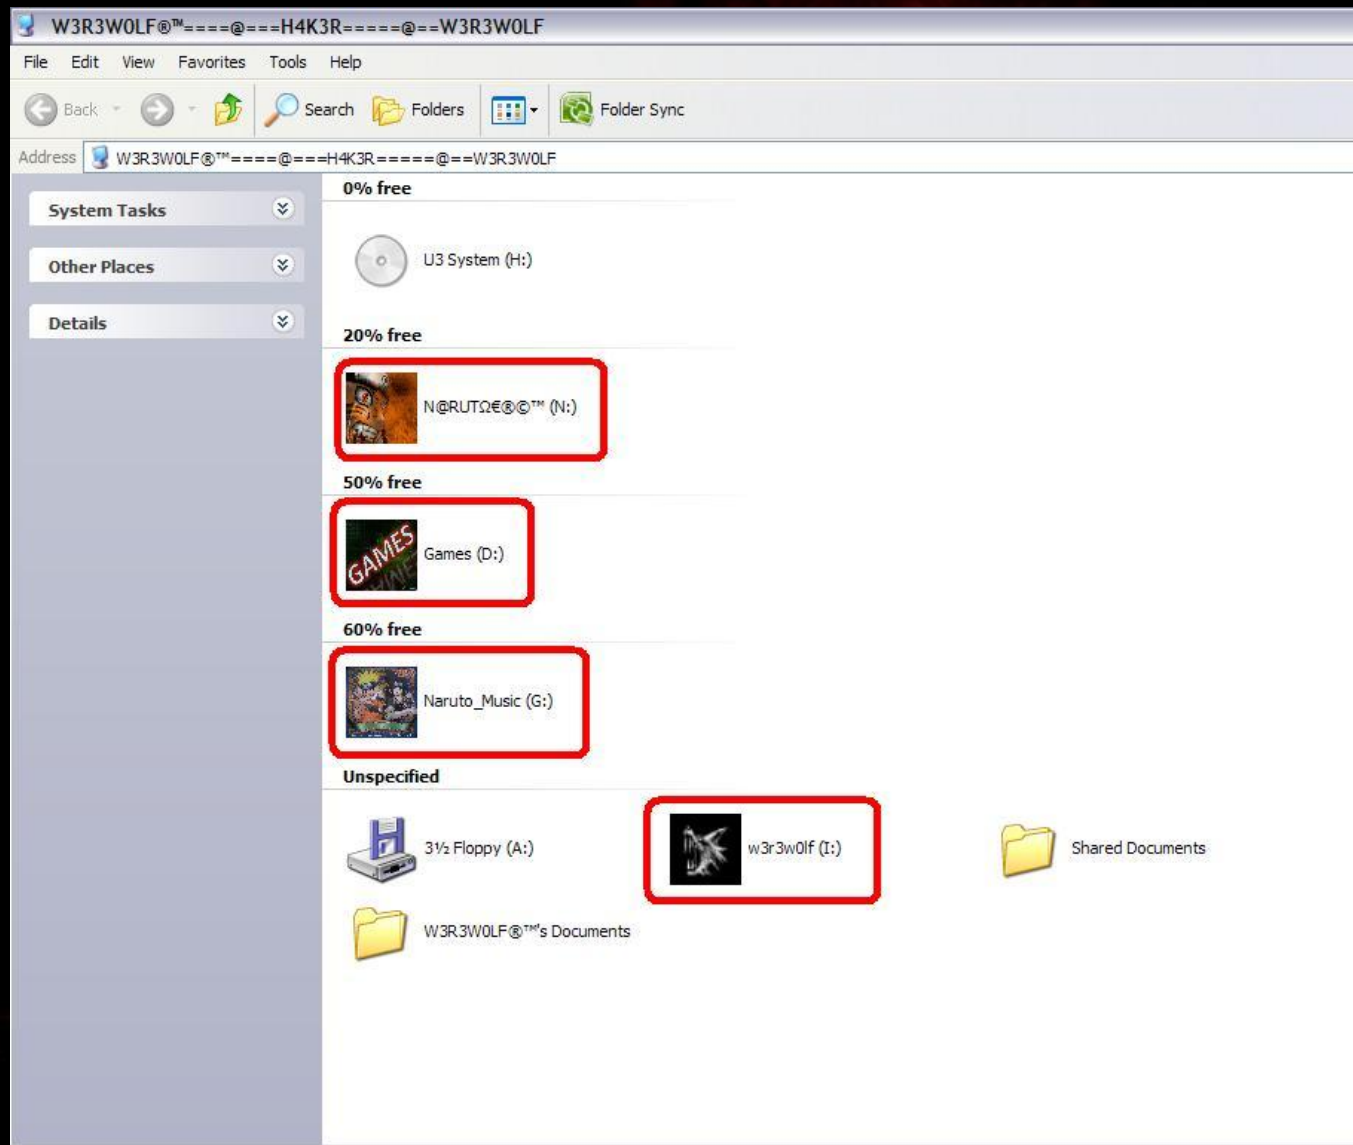 W3R3W0LF®™====@===H4K3R=====@==W3R3W0LF
File Edit View Favorites Tools Help
Back Search Folders Folder Sync
Address W3R3W0LF®™====@===H4K3R=====@==W3R3W0LF
System Tasks
Other Places
Details
0% free
U3 System (H:)
20% free
N@RUTΩ€®©™ (N:)
50% free
GAMES
Games (D:)
60% free
Naruto_Music (G:)
Unspecified
3½ Floppy (A:) w3r3w0lf (I:) Shared Documents
W3R3W0LF®™'s Documents